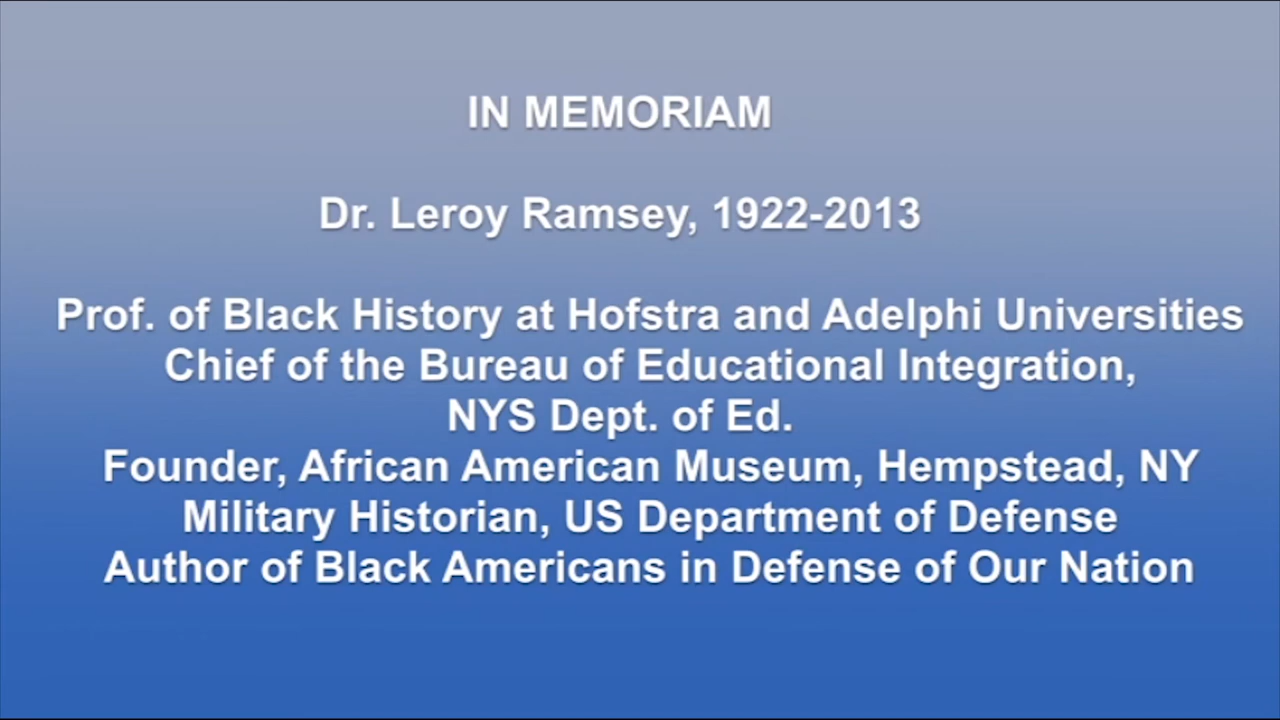 IN MEMORIAM
Dr. Leroy Ramsey, 1922-2013
Prof. of Black History at Hofstra and Adelphi Universities
Chief of the Bureau of Educational Integration,
NYS Dept. of Ed.
Founder, African American Museum, Hempstead, NY
Military Historian, US Department of Defense
Author of Black Americans in Defense of Our Nation